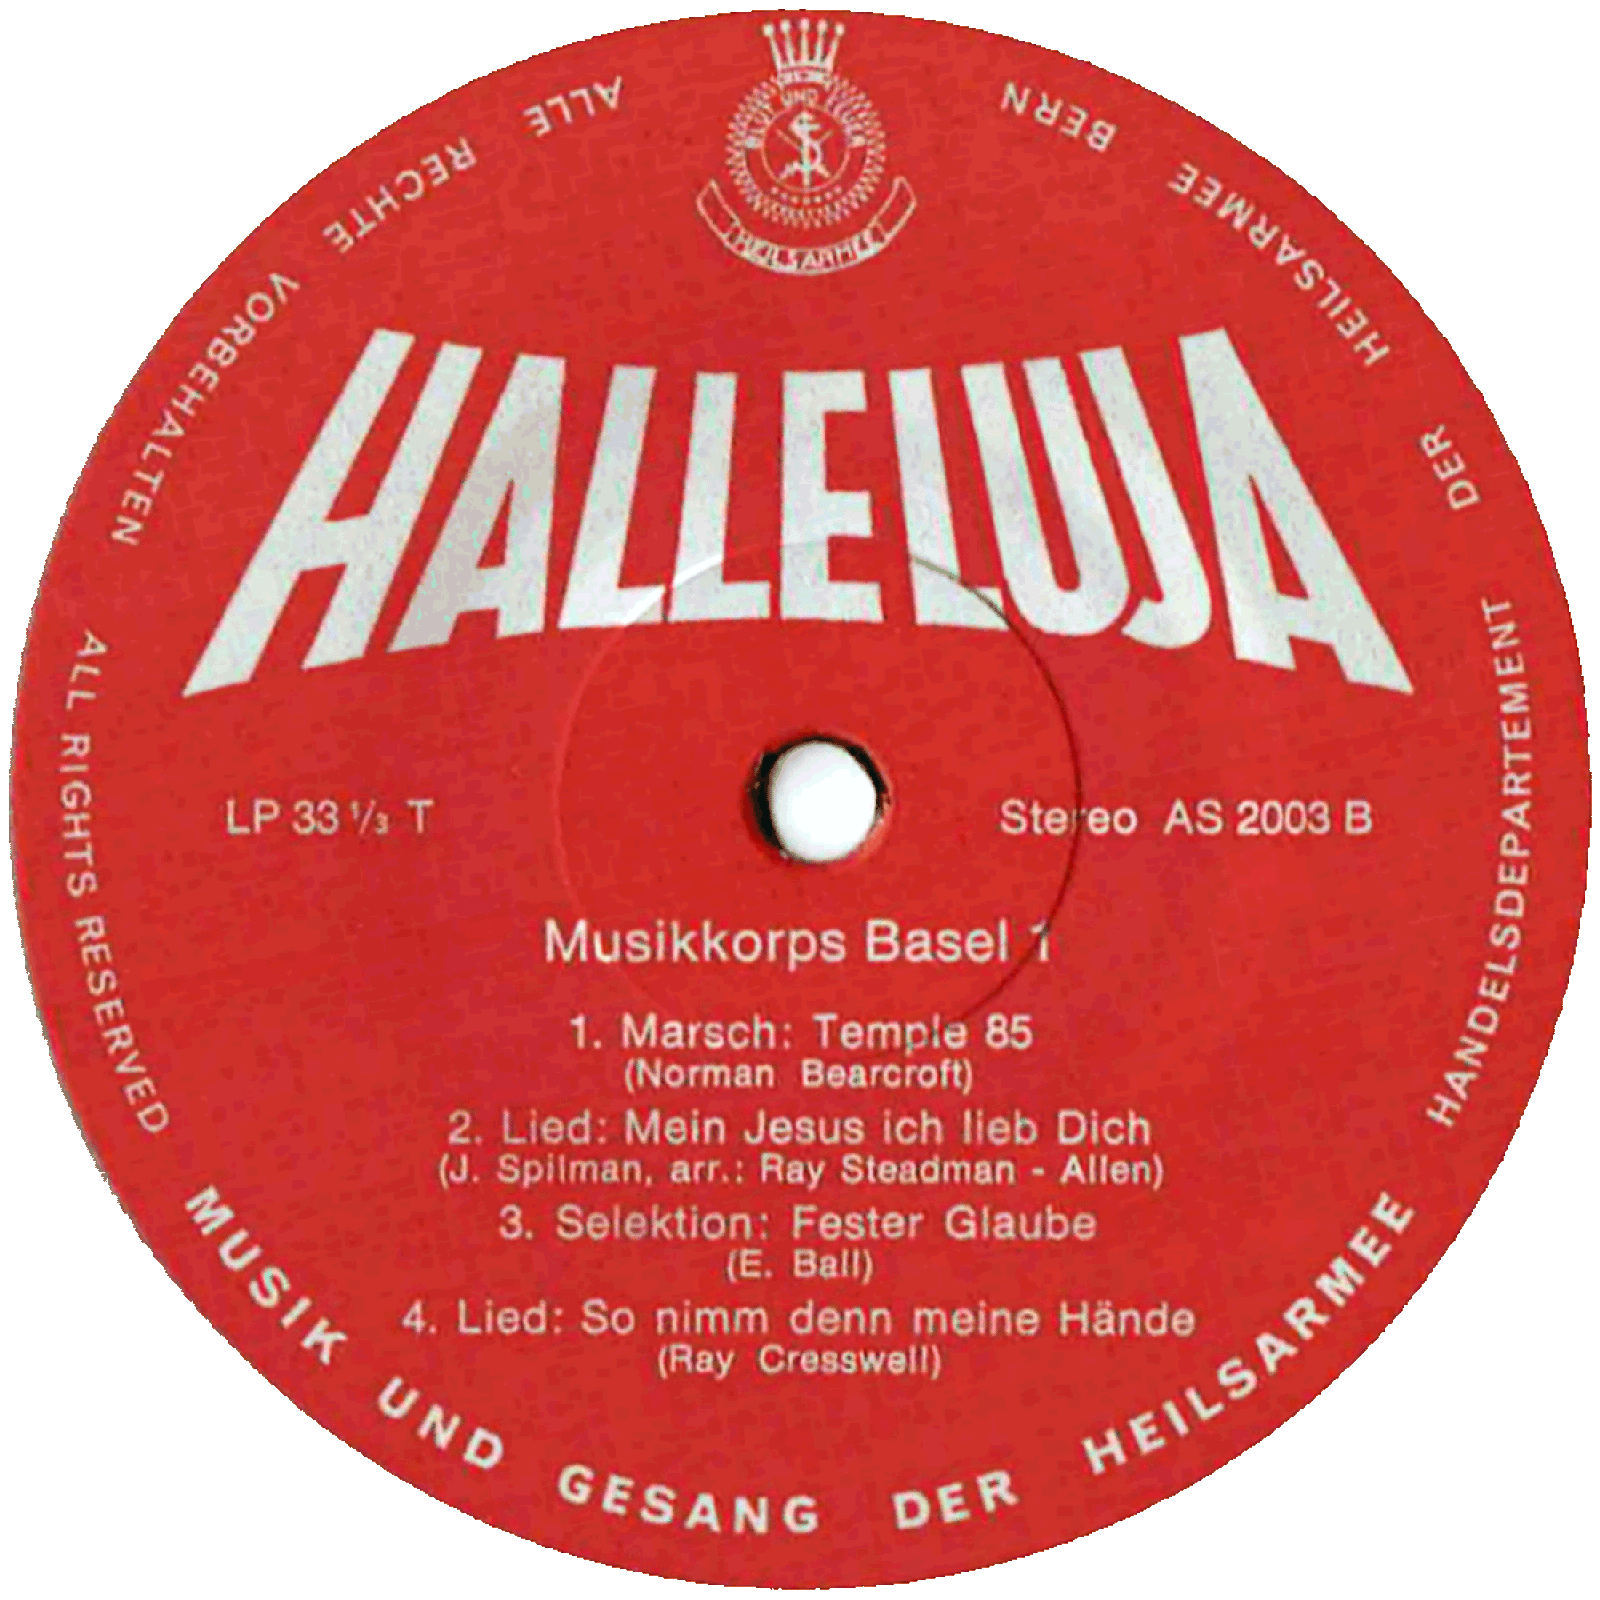 BLUT UND FEUER
HEILSARMEE
HALLELUJA
LP 33 1/3 T
Stereo AS 2003 B
Musikkorps Basel 1
1. Marsch: Temple 85
(Norman Bearcroft)
2. Lied: Mein Jesus ich lieb Dich
(J. Spilman, arr.: Ray Steadman - Allen)
3. Selektion: Fester Glaube
(E. Ball)
4. Lied: So nimm denn meine Hände
(Ray Cresswell)
MUSIK UND GESANG DER HEILSARMEE
HANDELSDEPARTEMENT DER HEILSARMEE BERN
ALLE RECHTE VORBEHALTEN
ALL RIGHTS RESERVED